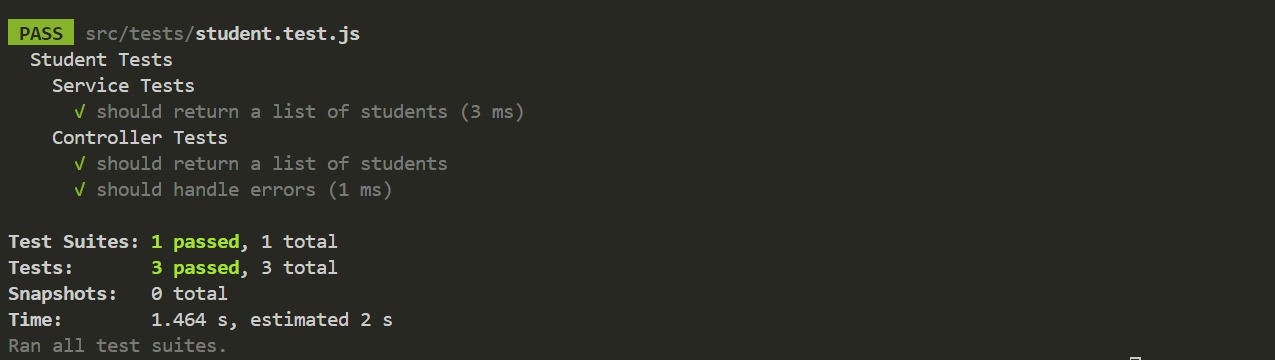 PASS src/tests/student.test.js
Student Tests
Service Tests
√ should return a list of students (3 ms)
Controller Tests
√ should return a list of students
√ should handle errors (1 ms)
Test Suites: 1 passed, 1 total
Tests: 3 passed, 3 total
Snapshots: 0 total
Time: 1.464 s, estimated 2 s
Ran all test suites.